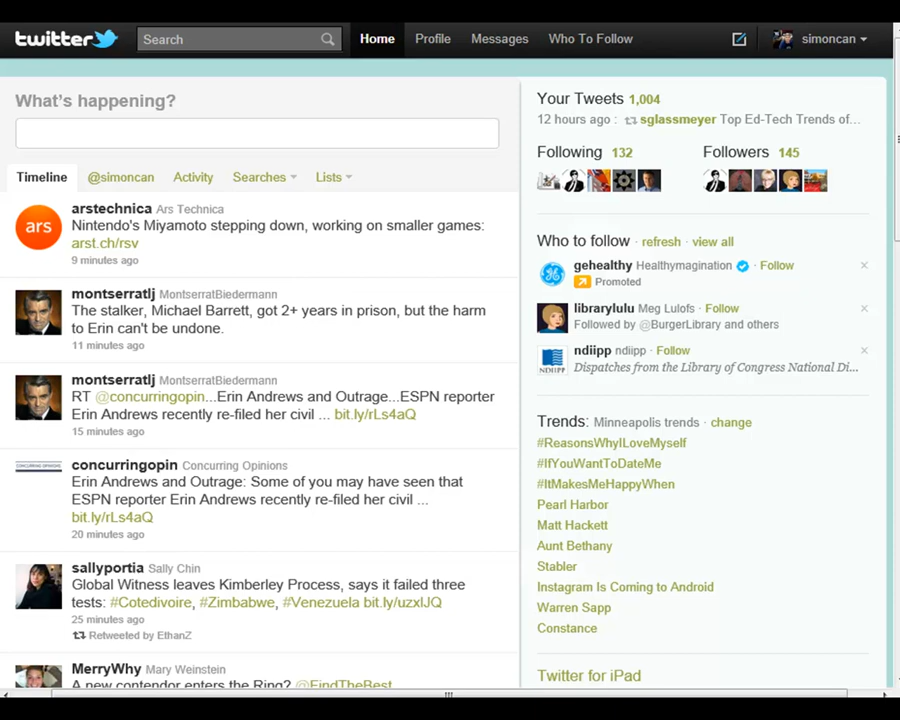 twitter Search Home Profile Messages Who To Follow simoncan
What's happening?
Timeline @simoncan Activity Searches Lists
arstechnica Ars Technica
Nintendo's Miyamoto stepping down, working on smaller games:
arst.ch/rsv
9 minutes ago
montserratlj MontserratBiedermann
The stalker, Michael Barrett, got 2+ years in prison, but the harm
to Erin can't be undone.
11 minutes ago
montserratlj MontserratBiedermann
RT @concurringopin...Erin Andrews and Outrage...ESPN reporter
Erin Andrews recently re-filed her civil ... bit.ly/rLs4aQ
15 minutes ago
concurringopin Concurring Opinions
Erin Andrews and Outrage: Some of you may have seen that
ESPN reporter Erin Andrews recently re-filed her civil ...
bit.ly/rLs4aQ
20 minutes ago
sallyportia Sally Chin
Global Witness leaves Kimberley Process, says it failed three
tests: #Cotedivoire, #Zimbabwe, #Venezuela bit.ly/uzxlJQ
25 minutes ago
Retweeted by EthanZ
MerryWhy Mary Weinstein
A new contender enters the Ring? @FindTheBest
Your Tweets 1,004
12 hours ago : sglassmeyer Top Ed-Tech Trends of...
Following 132 Followers 145
Who to follow · refresh · view all
gehealthy Healthymagination · Follow
Promoted
librarylulu Meg Lulofs · Follow
Followed by @BurgerLibrary and others
ndiipp ndiipp · Follow
NDIIPP
Dispatches from the Library of Congress National Di...
Trends: Minneapolis trends · change
#ReasonsWhyILoveMyself
#IfYouWantToDateMe
#ItMakesMeHappyWhen
Pearl Harbor
Matt Hackett
Aunt Bethany
Stabler
Instagram Is Coming to Android
Warren Sapp
Constance
Twitter for iPad